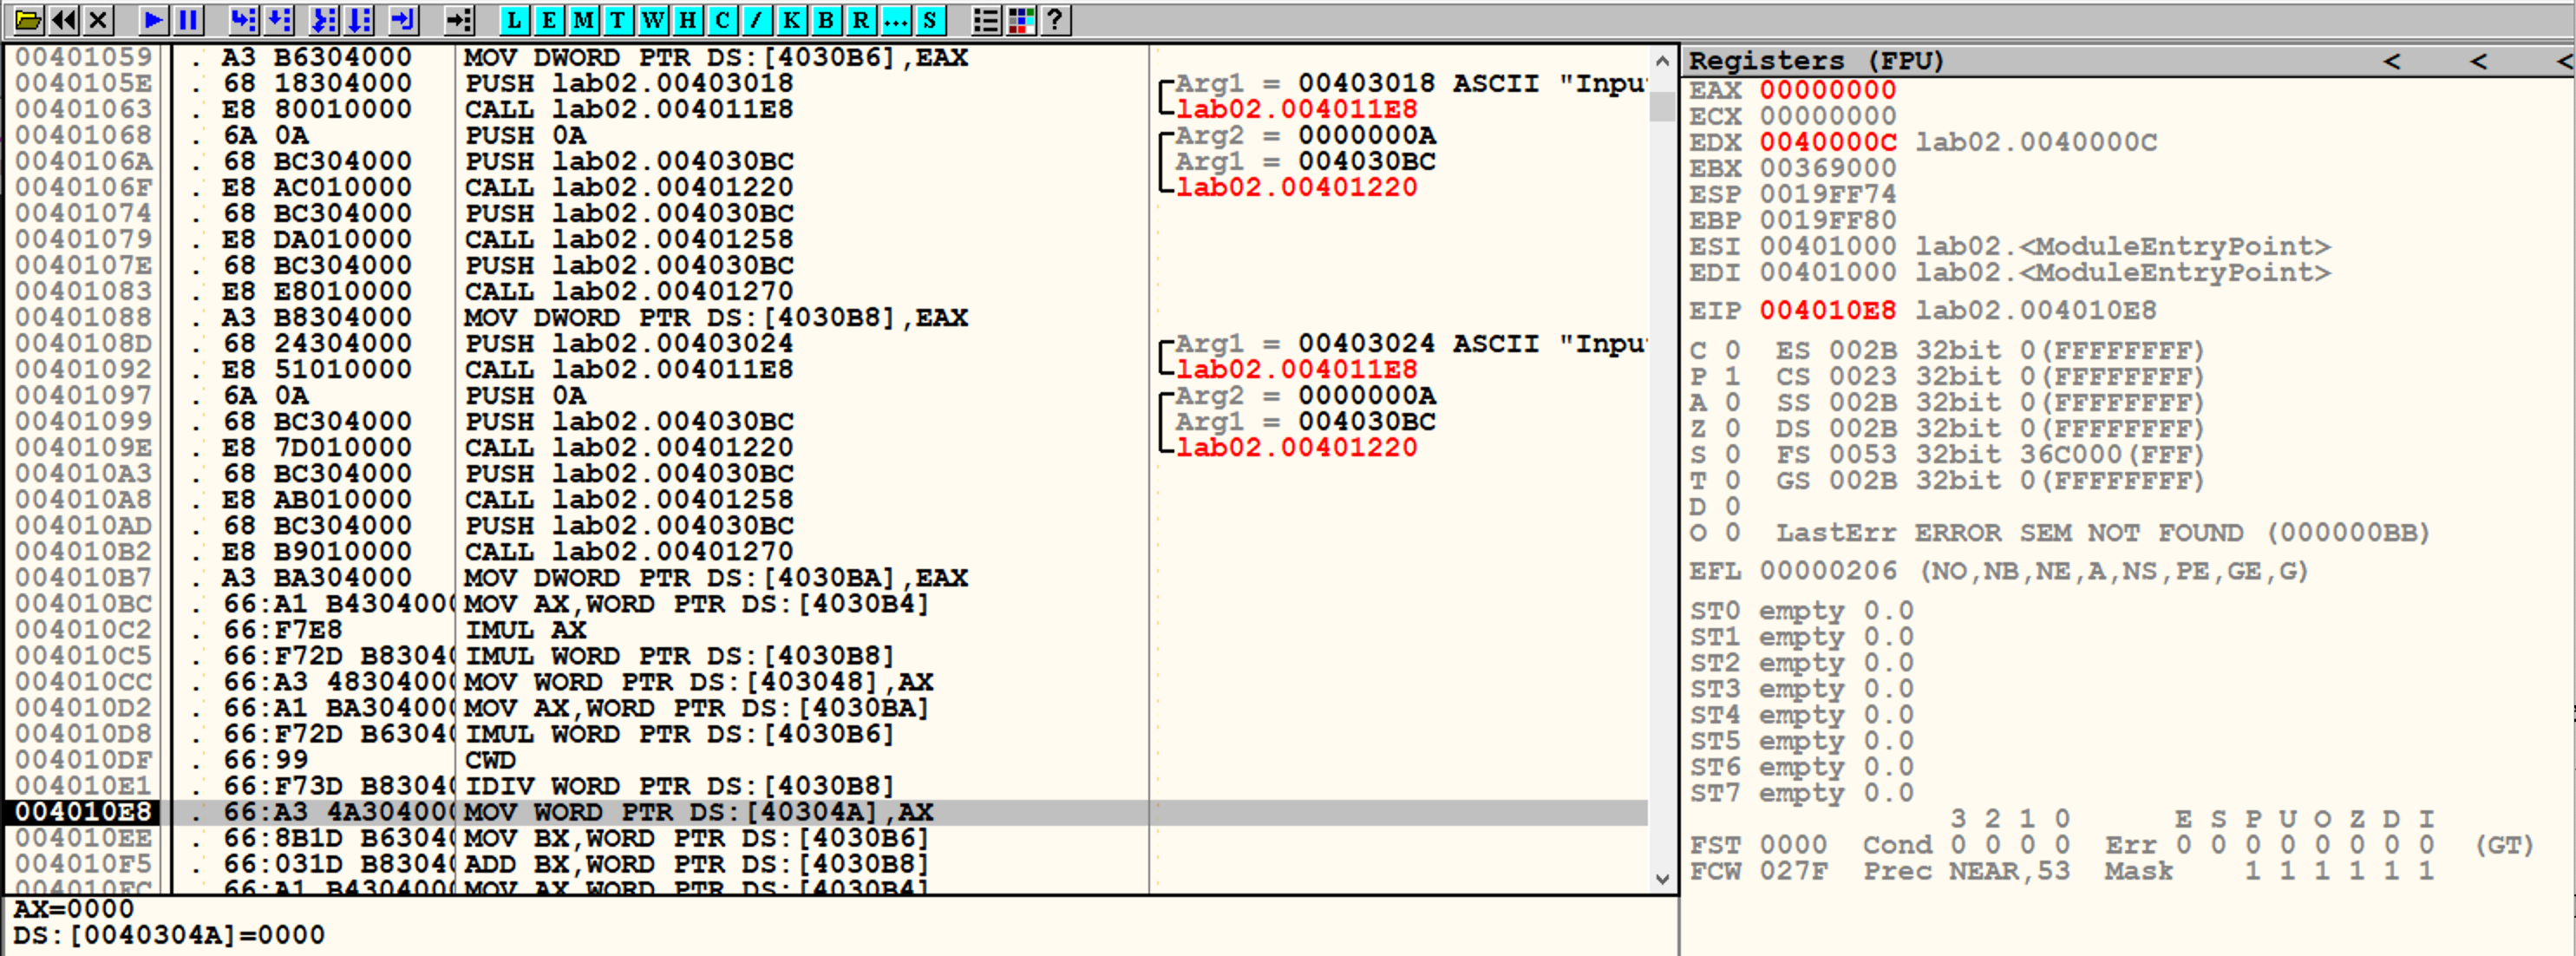 L E M T W H C / K B R ... S ?
00401059 . A3 B6304000 MOV DWORD PTR DS:[4030B6],EAX
0040105E . 68 18304000 PUSH lab02.00403018 Arg1 = 00403018 ASCII "Inpu
00401063 . E8 80010000 CALL lab02.004011E8 lab02.004011E8
00401068 . 6A 0A PUSH 0A Arg2 = 0000000A
0040106A . 68 BC304000 PUSH lab02.004030BC Arg1 = 004030BC
0040106F . E8 AC010000 CALL lab02.00401220 lab02.00401220
00401074 . 68 BC304000 PUSH lab02.004030BC
00401079 . E8 DA010000 CALL lab02.00401258
0040107E . 68 BC304000 PUSH lab02.004030BC
00401083 . E8 E8010000 CALL lab02.00401270
00401088 . A3 B8304000 MOV DWORD PTR DS:[4030B8],EAX
0040108D . 68 24304000 PUSH lab02.00403024 Arg1 = 00403024 ASCII "Inpu
00401092 . E8 51010000 CALL lab02.004011E8 lab02.004011E8
00401097 . 6A 0A PUSH 0A Arg2 = 0000000A
00401099 . 68 BC304000 PUSH lab02.004030BC Arg1 = 004030BC
0040109E . E8 7D010000 CALL lab02.00401220 lab02.00401220
004010A3 . 68 BC304000 PUSH lab02.004030BC
004010A8 . E8 AB010000 CALL lab02.00401258
004010AD . 68 BC304000 PUSH lab02.004030BC
004010B2 . E8 B9010000 CALL lab02.00401270
004010B7 . A3 BA304000 MOV DWORD PTR DS:[4030BA],EAX
004010BC . 66:A1 B4304000 MOV AX,WORD PTR DS:[4030B4]
004010C2 . 66:F7E8 IMUL AX
004010C5 . 66:F72D B8304 IMUL WORD PTR DS:[4030B8]
004010CC . 66:A3 48304000 MOV WORD PTR DS:[403048],AX
004010D2 . 66:A1 BA304000 MOV AX,WORD PTR DS:[4030BA]
004010D8 . 66:F72D B6304 IMUL WORD PTR DS:[4030B6]
004010DF . 66:99 CWD
004010E1 . 66:F73D B8304 IDIV WORD PTR DS:[4030B8]
004010E8 . 66:A3 4A304000 MOV WORD PTR DS:[40304A],AX
004010EE . 66:8B1D B6304 MOV BX,WORD PTR DS:[4030B6]
004010F5 . 66:031D B8304 ADD BX,WORD PTR DS:[4030B8]
004010FC . 66:A1 B4304000 MOV AX,WORD PTR DS:[4030B4]
AX=0000
DS:[0040304A]=0000
Registers (FPU) < < <
EAX 00000000
ECX 00000000
EDX 0040000C lab02.0040000C
EBX 00369000
ESP 0019FF74
EBP 0019FF80
ESI 00401000 lab02.<ModuleEntryPoint>
EDI 00401000 lab02.<ModuleEntryPoint>
EIP 004010E8 lab02.004010E8
C 0 ES 002B 32bit 0(FFFFFFFF)
P 1 CS 0023 32bit 0(FFFFFFFF)
A 0 SS 002B 32bit 0(FFFFFFFF)
Z 0 DS 002B 32bit 0(FFFFFFFF)
S 0 FS 0053 32bit 36C000(FFF)
T 0 GS 002B 32bit 0(FFFFFFFF)
D 0
O 0 LastErr ERROR SEM NOT FOUND (000000BB)
EFL 00000206 (NO,NB,NE,A,NS,PE,GE,G)
ST0 empty 0.0
ST1 empty 0.0
ST2 empty 0.0
ST3 empty 0.0
ST4 empty 0.0
ST5 empty 0.0
ST6 empty 0.0
ST7 empty 0.0
3 2 1 0 E S P U O Z D I
FST 0000 Cond 0 0 0 0 Err 0 0 0 0 0 0 0 0 (GT)
FCW 027F Prec NEAR,53 Mask 1 1 1 1 1 1